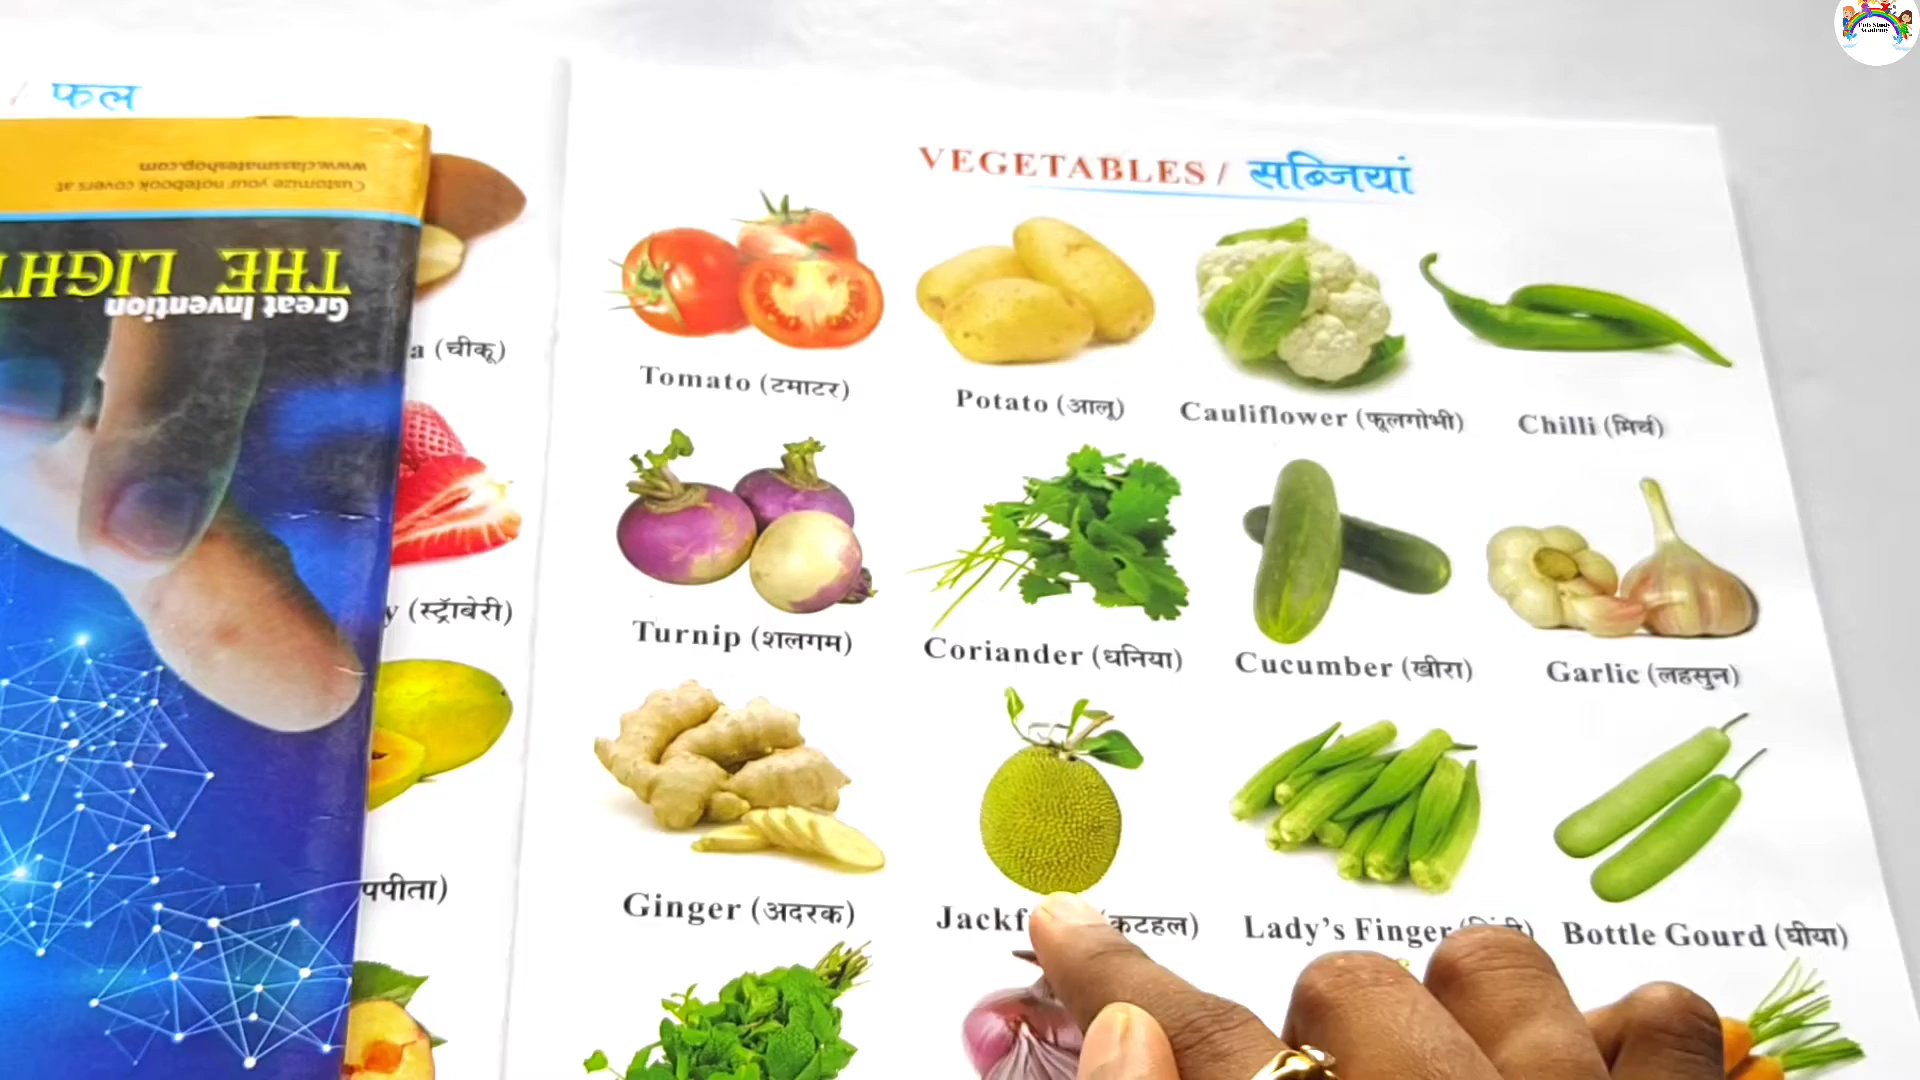 / फल
Customize your notebook covers at
www.classmateshop.com
THE LIGHT
Great Invention
(चीकू)
(स्ट्रॉबेरी)
पपीता)
VEGETABLES / सब्जियां
Tomato (टमाटर)
Potato (आलू)
Cauliflower (फूलगोभी)
Chilli (मिर्च)
Turnip (शलगम)
Coriander (धनिया)
Cucumber (खीरा)
Garlic (लहसुन)
Ginger (अदरक)
Jackf (कटहल)
Lady's Finger
Bottle Gourd (घीया)
Study
Academy